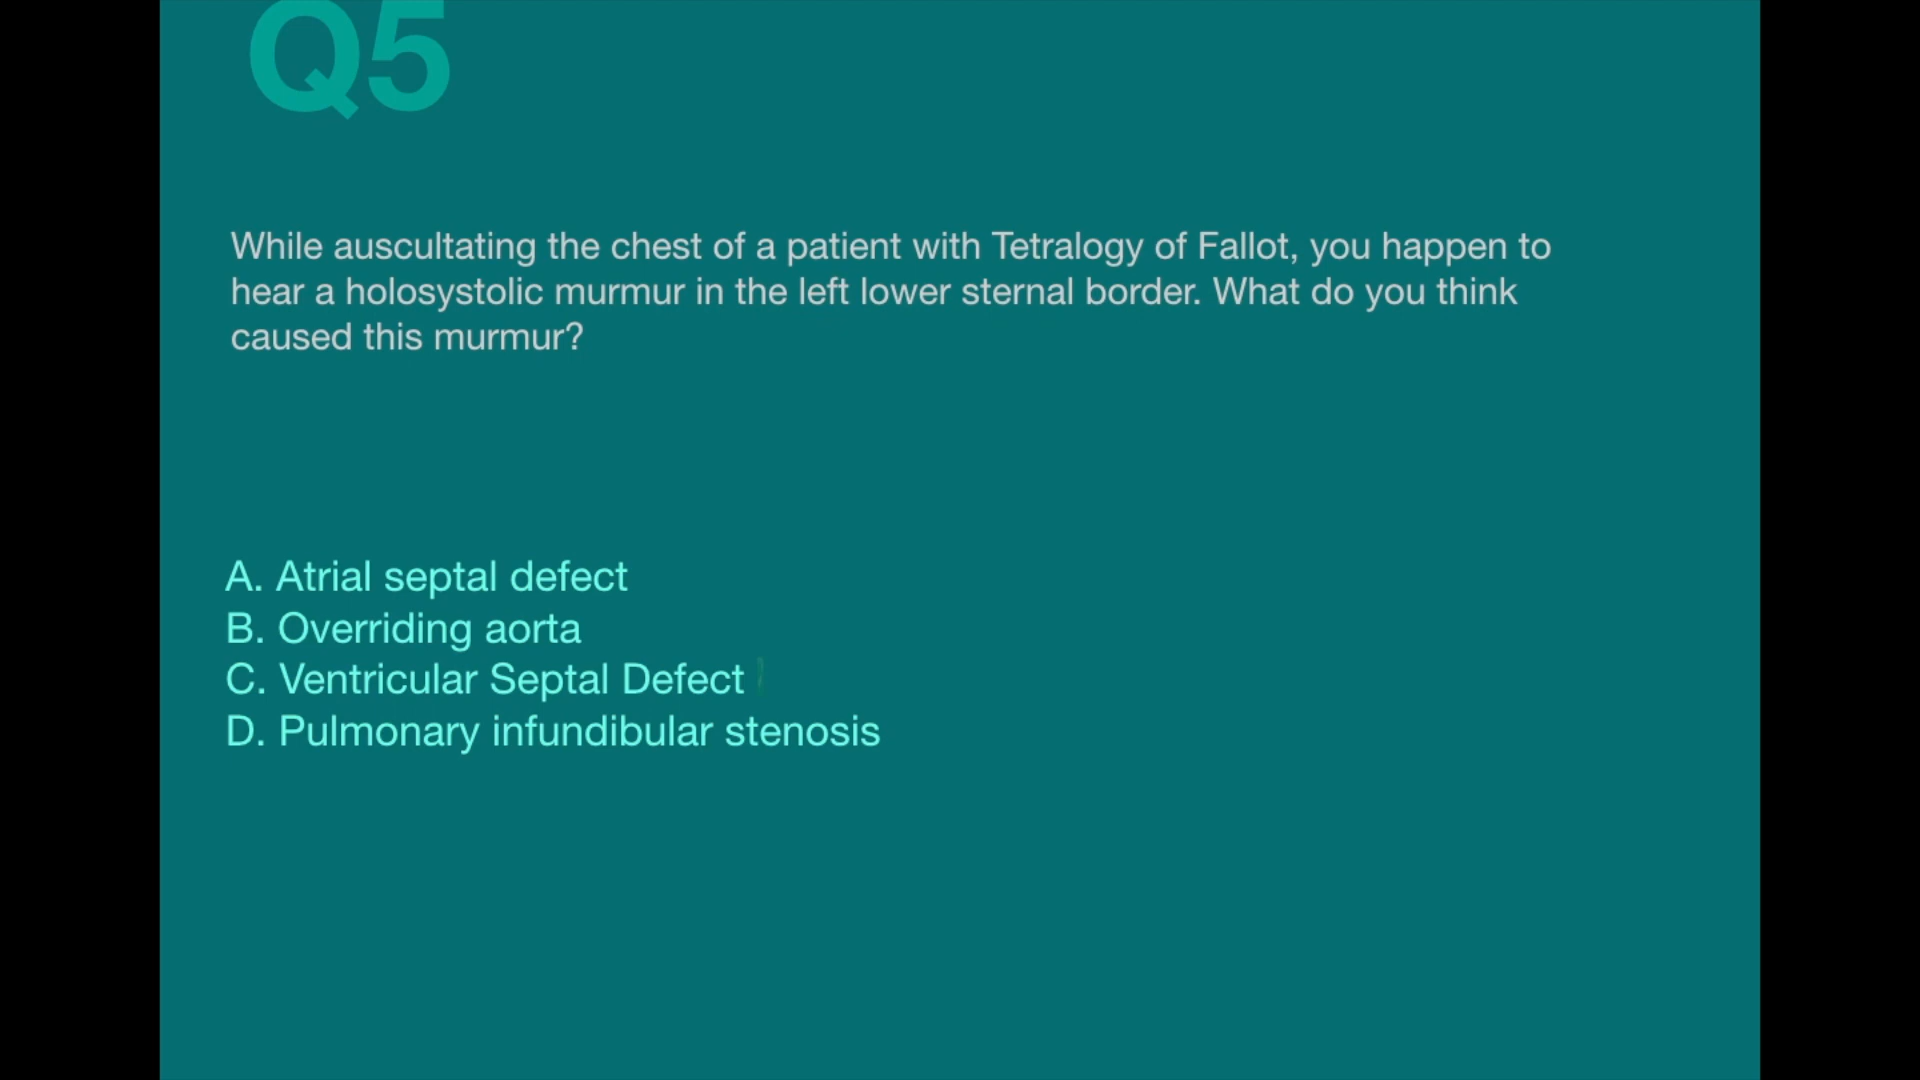 Q5
While auscultating the chest of a patient with Tetralogy of Fallot, you happen to
hear a holosystolic murmur in the left lower sternal border. What do you think
caused this murmur?
A. Atrial septal defect
B. Overriding aorta
C. Ventricular Septal Defect
D. Pulmonary infundibular stenosis